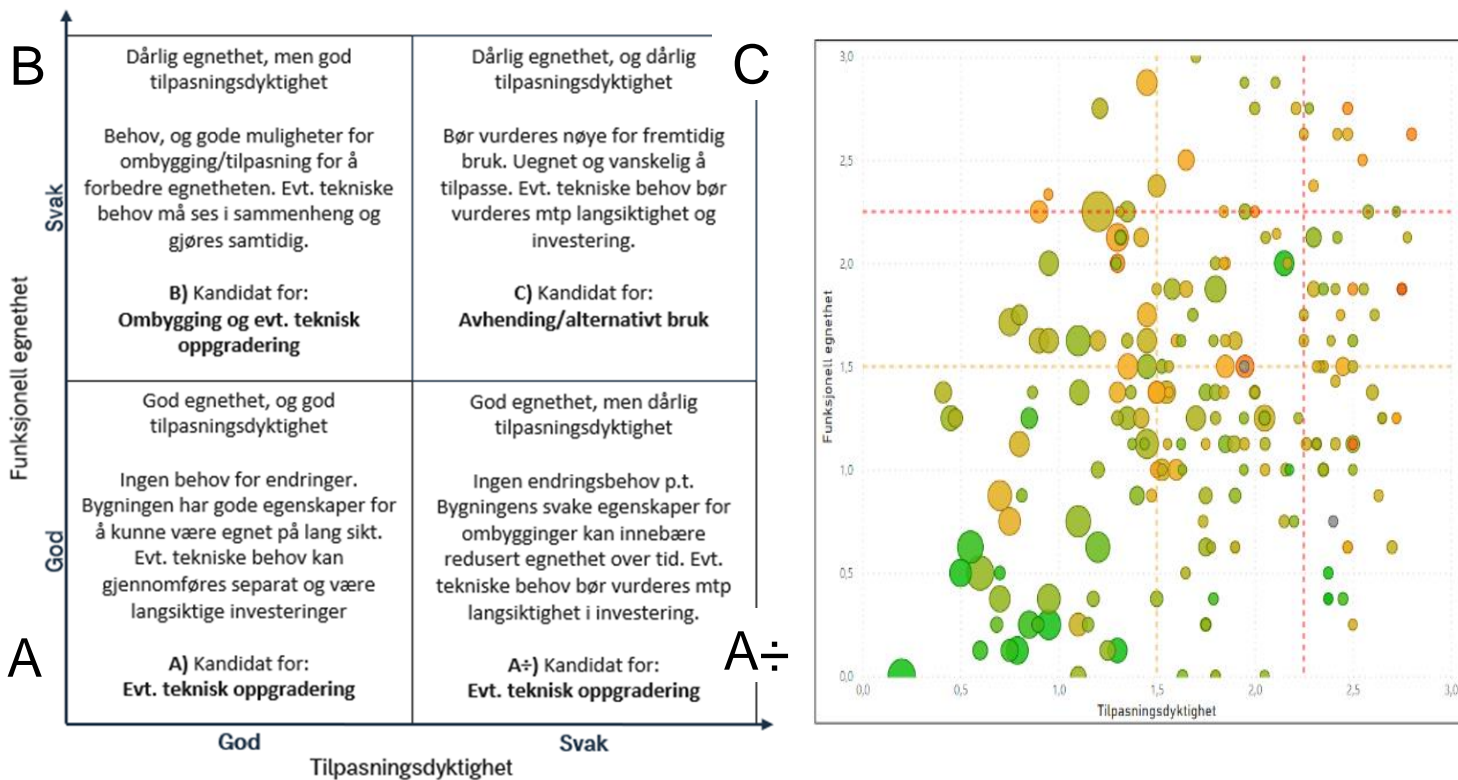 B
Dårlig egnethet, men god
tilpasningsdyktighet
Behov, og gode muligheter for
ombygging/tilpasning for å
forbedre egnetheten. Evt. tekniske
behov må ses i sammenheng og
gjøres samtidig.
B) Kandidat for:
Ombygging og evt. teknisk
oppgradering
C
Dårlig egnethet, og dårlig
tilpasningsdyktighet
Bør vurderes nøye for fremtidig
bruk. Uegnet og vanskelig å
tilpasse. Evt. tekniske behov bør
vurderes mtp langsiktighet og
investering.
C) Kandidat for:
Avhending/alternativt bruk
A
God egnethet, og god
tilpasningsdyktighet
Ingen behov for endringer.
Bygningen har gode egenskaper for
å kunne være egnet på lang sikt.
Evt. tekniske behov kan
gjennomføres separat og være
langsiktige investeringer
A) Kandidat for:
Evt. teknisk oppgradering
A÷
God egnethet, men dårlig
tilpasningsdyktighet
Ingen endringsbehov p.t.
Bygningens svake egenskaper for
ombygginger kan innebære
redusert egnethet over tid. Evt.
tekniske behov bør vurderes mtp
langsiktighet i investering.
A÷) Kandidat for:
Evt. teknisk oppgradering
Funksjonell egnethet
Svak
God
God
Svak
Tilpasningsdyktighet
Funksjonell egnethet
3,0
2,5
2,0
1,5
1,0
0,5
0,0
0,0
0,5
1,0
1,5
2,0
2,5
3,0
Tilpasningsdyktighet